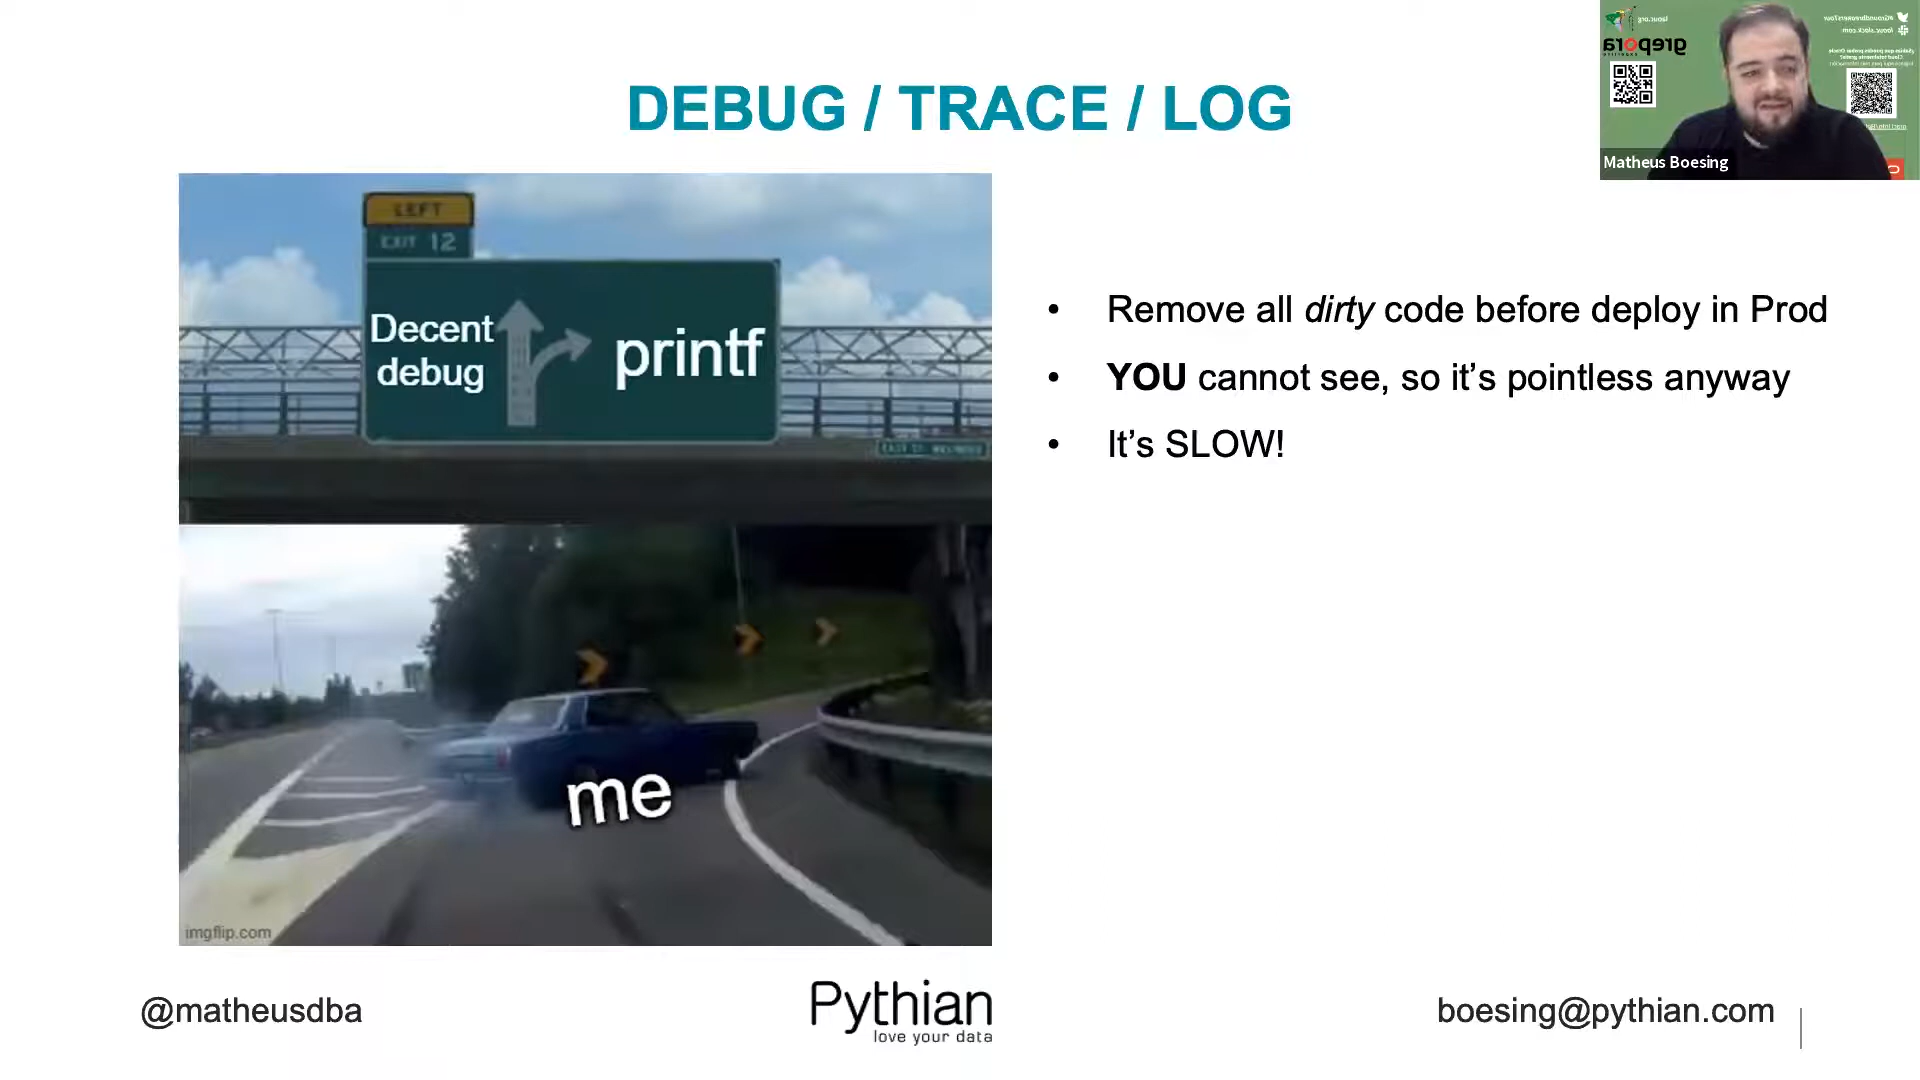 DEBUG / TRACE / LOG
LEFT
EXIT 12
Decent
debug
printf
me
imgflip.com
• Remove all dirty code before deploy in Prod
• YOU cannot see, so it’s pointless anyway
• It’s SLOW!
@matheusdba
Pythian
love your data
boesing@pythian.com
grepora
Matheus Boesing